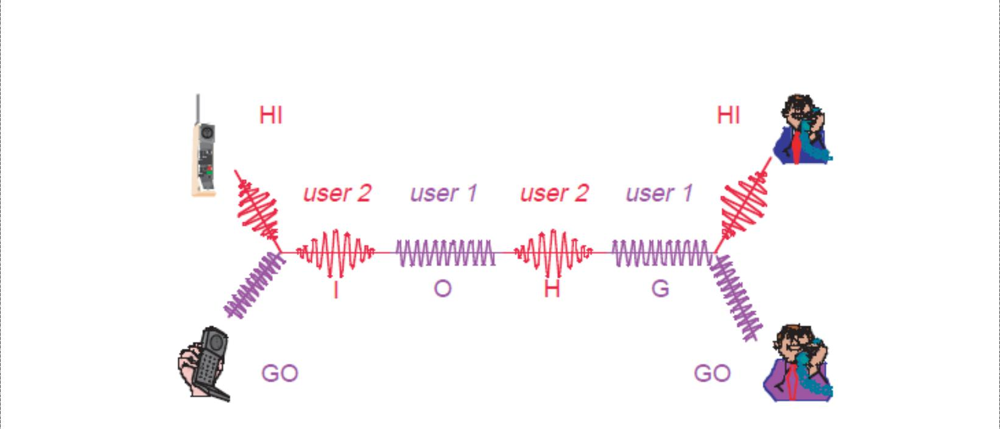 HI HI
user 2 user 1 user 2 user 1
I O H G
GO GO